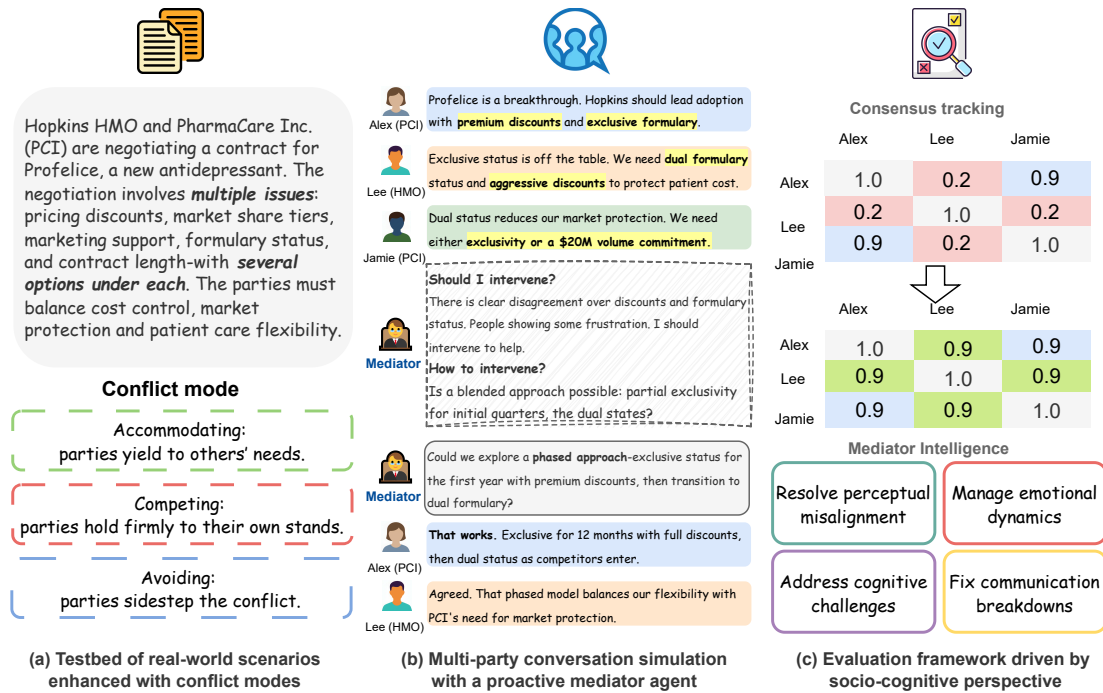 Hopkins HMO and PharmaCare Inc.
(PCI) are negotiating a contract for
Profelice, a new antidepressant. The
negotiation involves multiple issues:
pricing discounts, market share tiers,
marketing support, formulary status,
and contract length-with several
options under each. The parties must
balance cost control, market
protection and patient care flexibility.
Conflict mode
Accommodating:
parties yield to others' needs.
Competing:
parties hold firmly to their own stands.
Avoiding:
parties sidestep the conflict.
(a) Testbed of real-world scenarios
enhanced with conflict modes
Alex (PCI)
Profelice is a breakthrough. Hopkins should lead adoption
with premium discounts and exclusive formulary.
Lee (HMO)
Exclusive status is off the table. We need dual formulary
status and aggressive discounts to protect patient cost.
Jamie (PCI)
Dual status reduces our market protection. We need
either exclusivity or a $20M volume commitment.
Mediator
Should I intervene?
There is clear disagreement over discounts and formulary
status. People showing some frustration. I should
intervene to help.
How to intervene?
Is a blended approach possible: partial exclusivity
for initial quarters, the dual states?
Mediator
Could we explore a phased approach-exclusive status for
the first year with premium discounts, then transition to
dual formulary?
Alex (PCI)
That works. Exclusive for 12 months with full discounts,
then dual status as competitors enter.
Lee (HMO)
Agreed. That phased model balances our flexibility with
PCI's need for market protection.
(b) Multi-party conversation simulation
with a proactive mediator agent
Consensus tracking
Alex Lee Jamie
Alex 1.0 0.2 0.9
Lee 0.2 1.0 0.2
Jamie 0.9 0.2 1.0
Alex Lee Jamie
Alex 1.0 0.9 0.9
Lee 0.9 1.0 0.9
Jamie 0.9 0.9 1.0
Mediator Intelligence
Resolve perceptual
misalignment
Manage emotional
dynamics
Address cognitive
challenges
Fix communication
breakdowns
(c) Evaluation framework driven by
socio-cognitive perspective